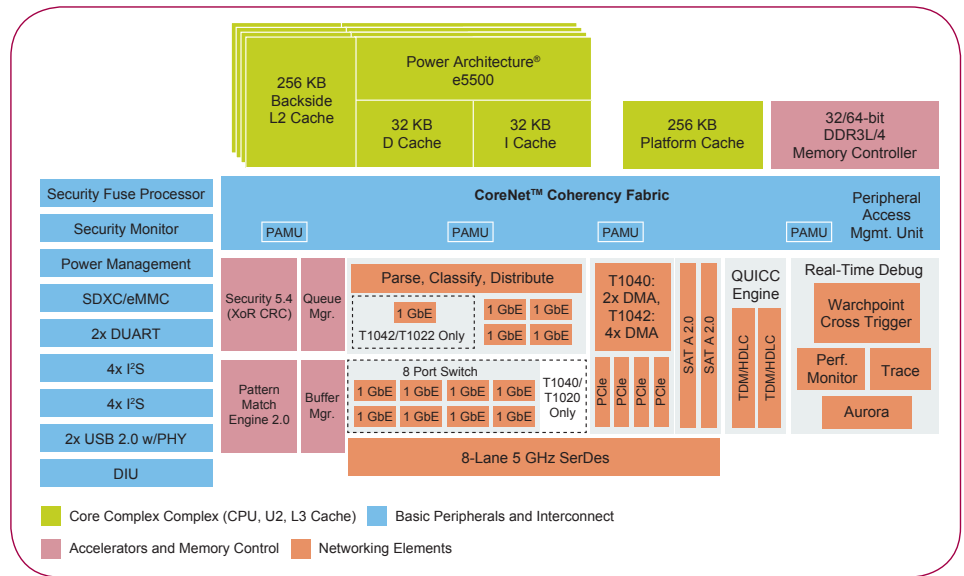 Power Architecture®
e5500
256 KB
Backside
L2 Cache
32 KB
D Cache
32 KB
I Cache
256 KB
Platform Cache
32/64-bit
DDR3L/4
Memory Controller
Security Fuse Processor
Security Monitor
Power Management
SDXC/eMMC
2x DUART
4x I²S
4x I²S
2x USB 2.0 w/PHY
DIU
CoreNet™ Coherency Fabric
Peripheral
Access
Mgmt. Unit
PAMU
PAMU
PAMU
PAMU
Security 5.4
(XoR CRC)
Queue
Mgr.
Parse, Classify, Distribute
1 GbE
T1042/T1022 Only
1 GbE
1 GbE
1 GbE
1 GbE
Pattern
Match
Engine 2.0
Buffer
Mgr.
8 Port Switch
1 GbE
1 GbE
1 GbE
1 GbE
1 GbE
1 GbE
1 GbE
1 GbE
T1040/
T1020
Only
T1040:
2x DMA,
T1042:
4x DMA
PCIe
PCIe
PCIe
PCIe
SAT A 2.0
SAT A 2.0
QUICC
Engine
TDM/HDLC
TDM/HDLC
Real-Time Debug
Warchpoint
Cross Trigger
Perf.
Monitor
Trace
Aurora
8-Lane 5 GHz SerDes
Core Complex Complex (CPU, U2, L3 Cache)
Basic Peripherals and Interconnect
Accelerators and Memory Control
Networking Elements